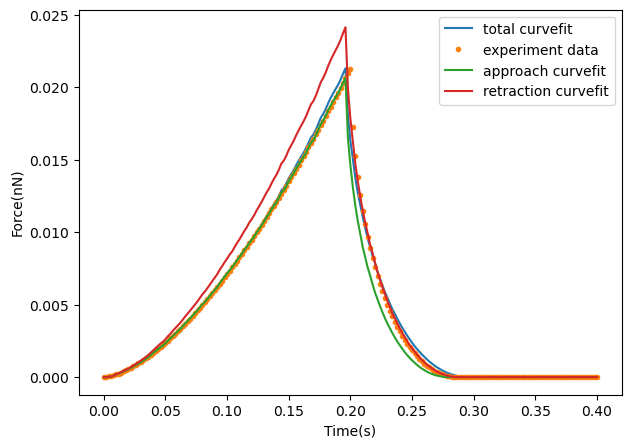 total curvefit
experiment data
approach curvefit
retraction curvefit
Force(nN)
0.025
0.020
0.015
0.010
0.005
0.000
0.00 0.05 0.10 0.15 0.20 0.25 0.30 0.35 0.40
Time(s)